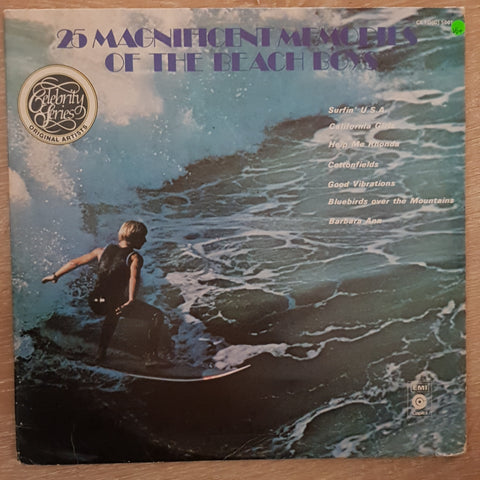 25 MAGNIFICENT MEMORIES
OF THE BEACH BOYS
Celebrity
Series
ORIGINAL ARTISTS
Surfin' U.S.A.
California Girls
Help Me Rhonda
Cottonfields
Good Vibrations
Bluebirds over the Mountains
Barbara Ann
EMI
Capitol